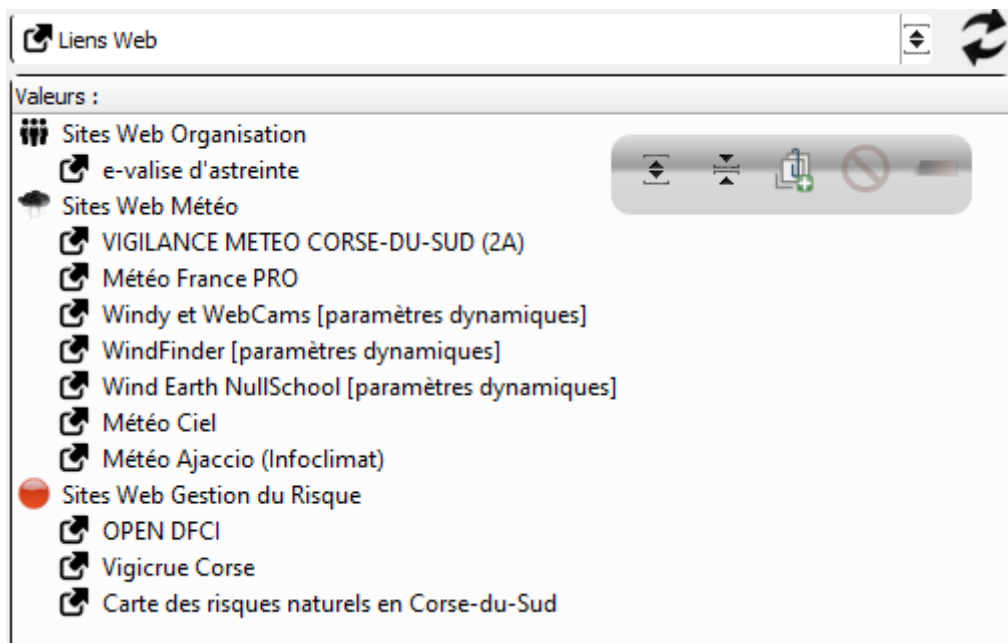 Liens Web
Valeurs :
Sites Web Organisation
e-valise d'astreinte
Sites Web Météo
VIGILANCE METEO CORSE-DU-SUD (2A)
Météo France PRO
Windy et WebCams [paramètres dynamiques]
WindFinder [paramètres dynamiques]
Wind Earth NullSchool [paramètres dynamiques]
Météo Ciel
Météo Ajaccio (Infoclimat)
Sites Web Gestion du Risque
OPEN DFCI
Vigicrue Corse
Carte des risques naturels en Corse-du-Sud